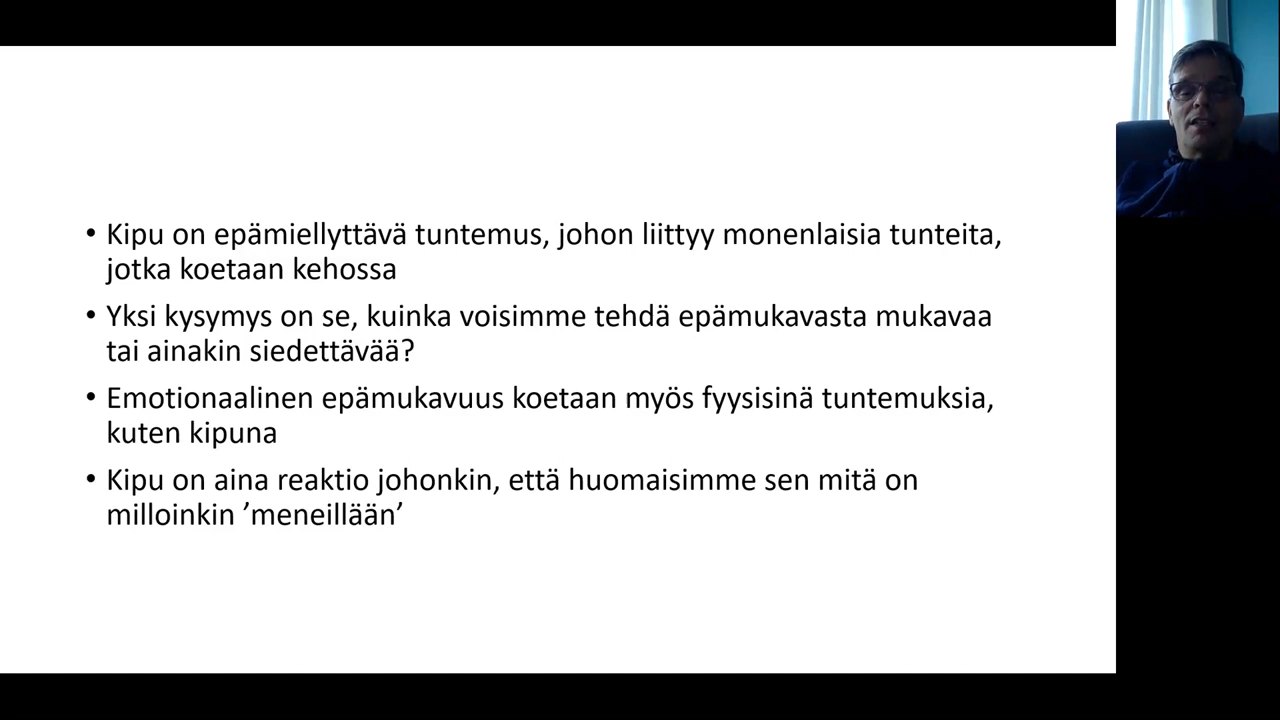 • Kipu on epämiellyttävä tuntemus, johon liittyy monenlaisia tunteita,
jotka koetaan kehossa
• Yksi kysymys on se, kuinka voisimme tehdä epämukavasta mukavaa
tai ainakin siedettävää?
• Emotionaalinen epämukavuus koetaan myös fyysisinä tuntemuksia,
kuten kipuna
• Kipu on aina reaktio johonkin, että huomaisimme sen mitä on
milloinkin ’meneillään’